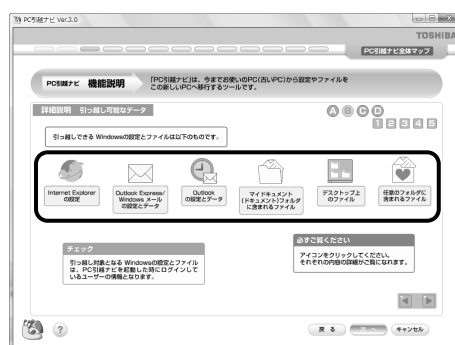 PC引越ナビ Ver.3.0
TOSHIBA
PC引越ナビ全体マップ
PC引越ナビ 機能説明
「PC引越ナビ」は、今までお使いのPC(古いPC)から設定やファイルを
この新しいPCへ移行するツールです。
詳細説明 引っ越し可能なデータ
A B C D
1 2 3 4 5
引っ越しできる Windowsの設定とファイルは以下のものです。
Internet Explorer
の設定
Outlook Express/
Windows メール
の設定とデータ
Outlook
の設定とデータ
マイドキュメント
(ドキュメント)フォルダ
に含まれるファイル
デスクトップ上
のファイル
任意のフォルダに
含まれるファイル
チェック
引っ越し対象となる Windowsの設定とファイル
は、PC引越ナビを起動した時にログインして
いるユーザーの情報となります。
必ずご覧ください
アイコンをクリックしてください。
それぞれの内容の詳細がご覧になれます。
?
戻 る
キャンセル